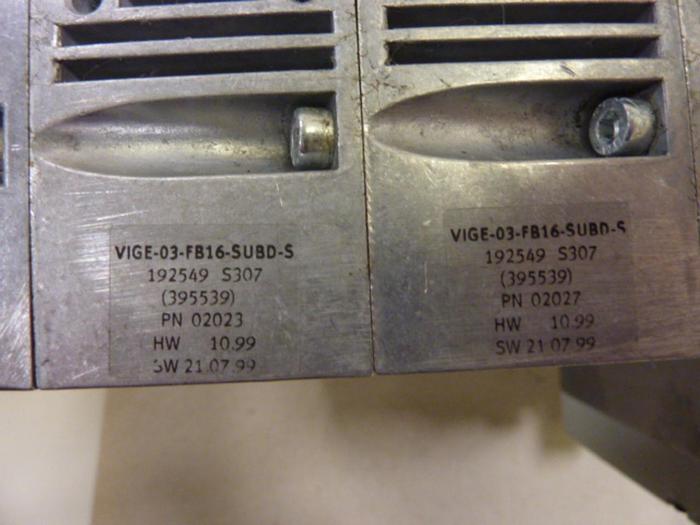 VIGE-03-FB16-SUBD-S
192549 S307
(395539)
PN 02023
HW 10.99
SW 21.07.99
VIGE-03-FB16-SUBD-S
192549 S307
(395539)
PN 02027
HW 10.99
SW 21.07.99